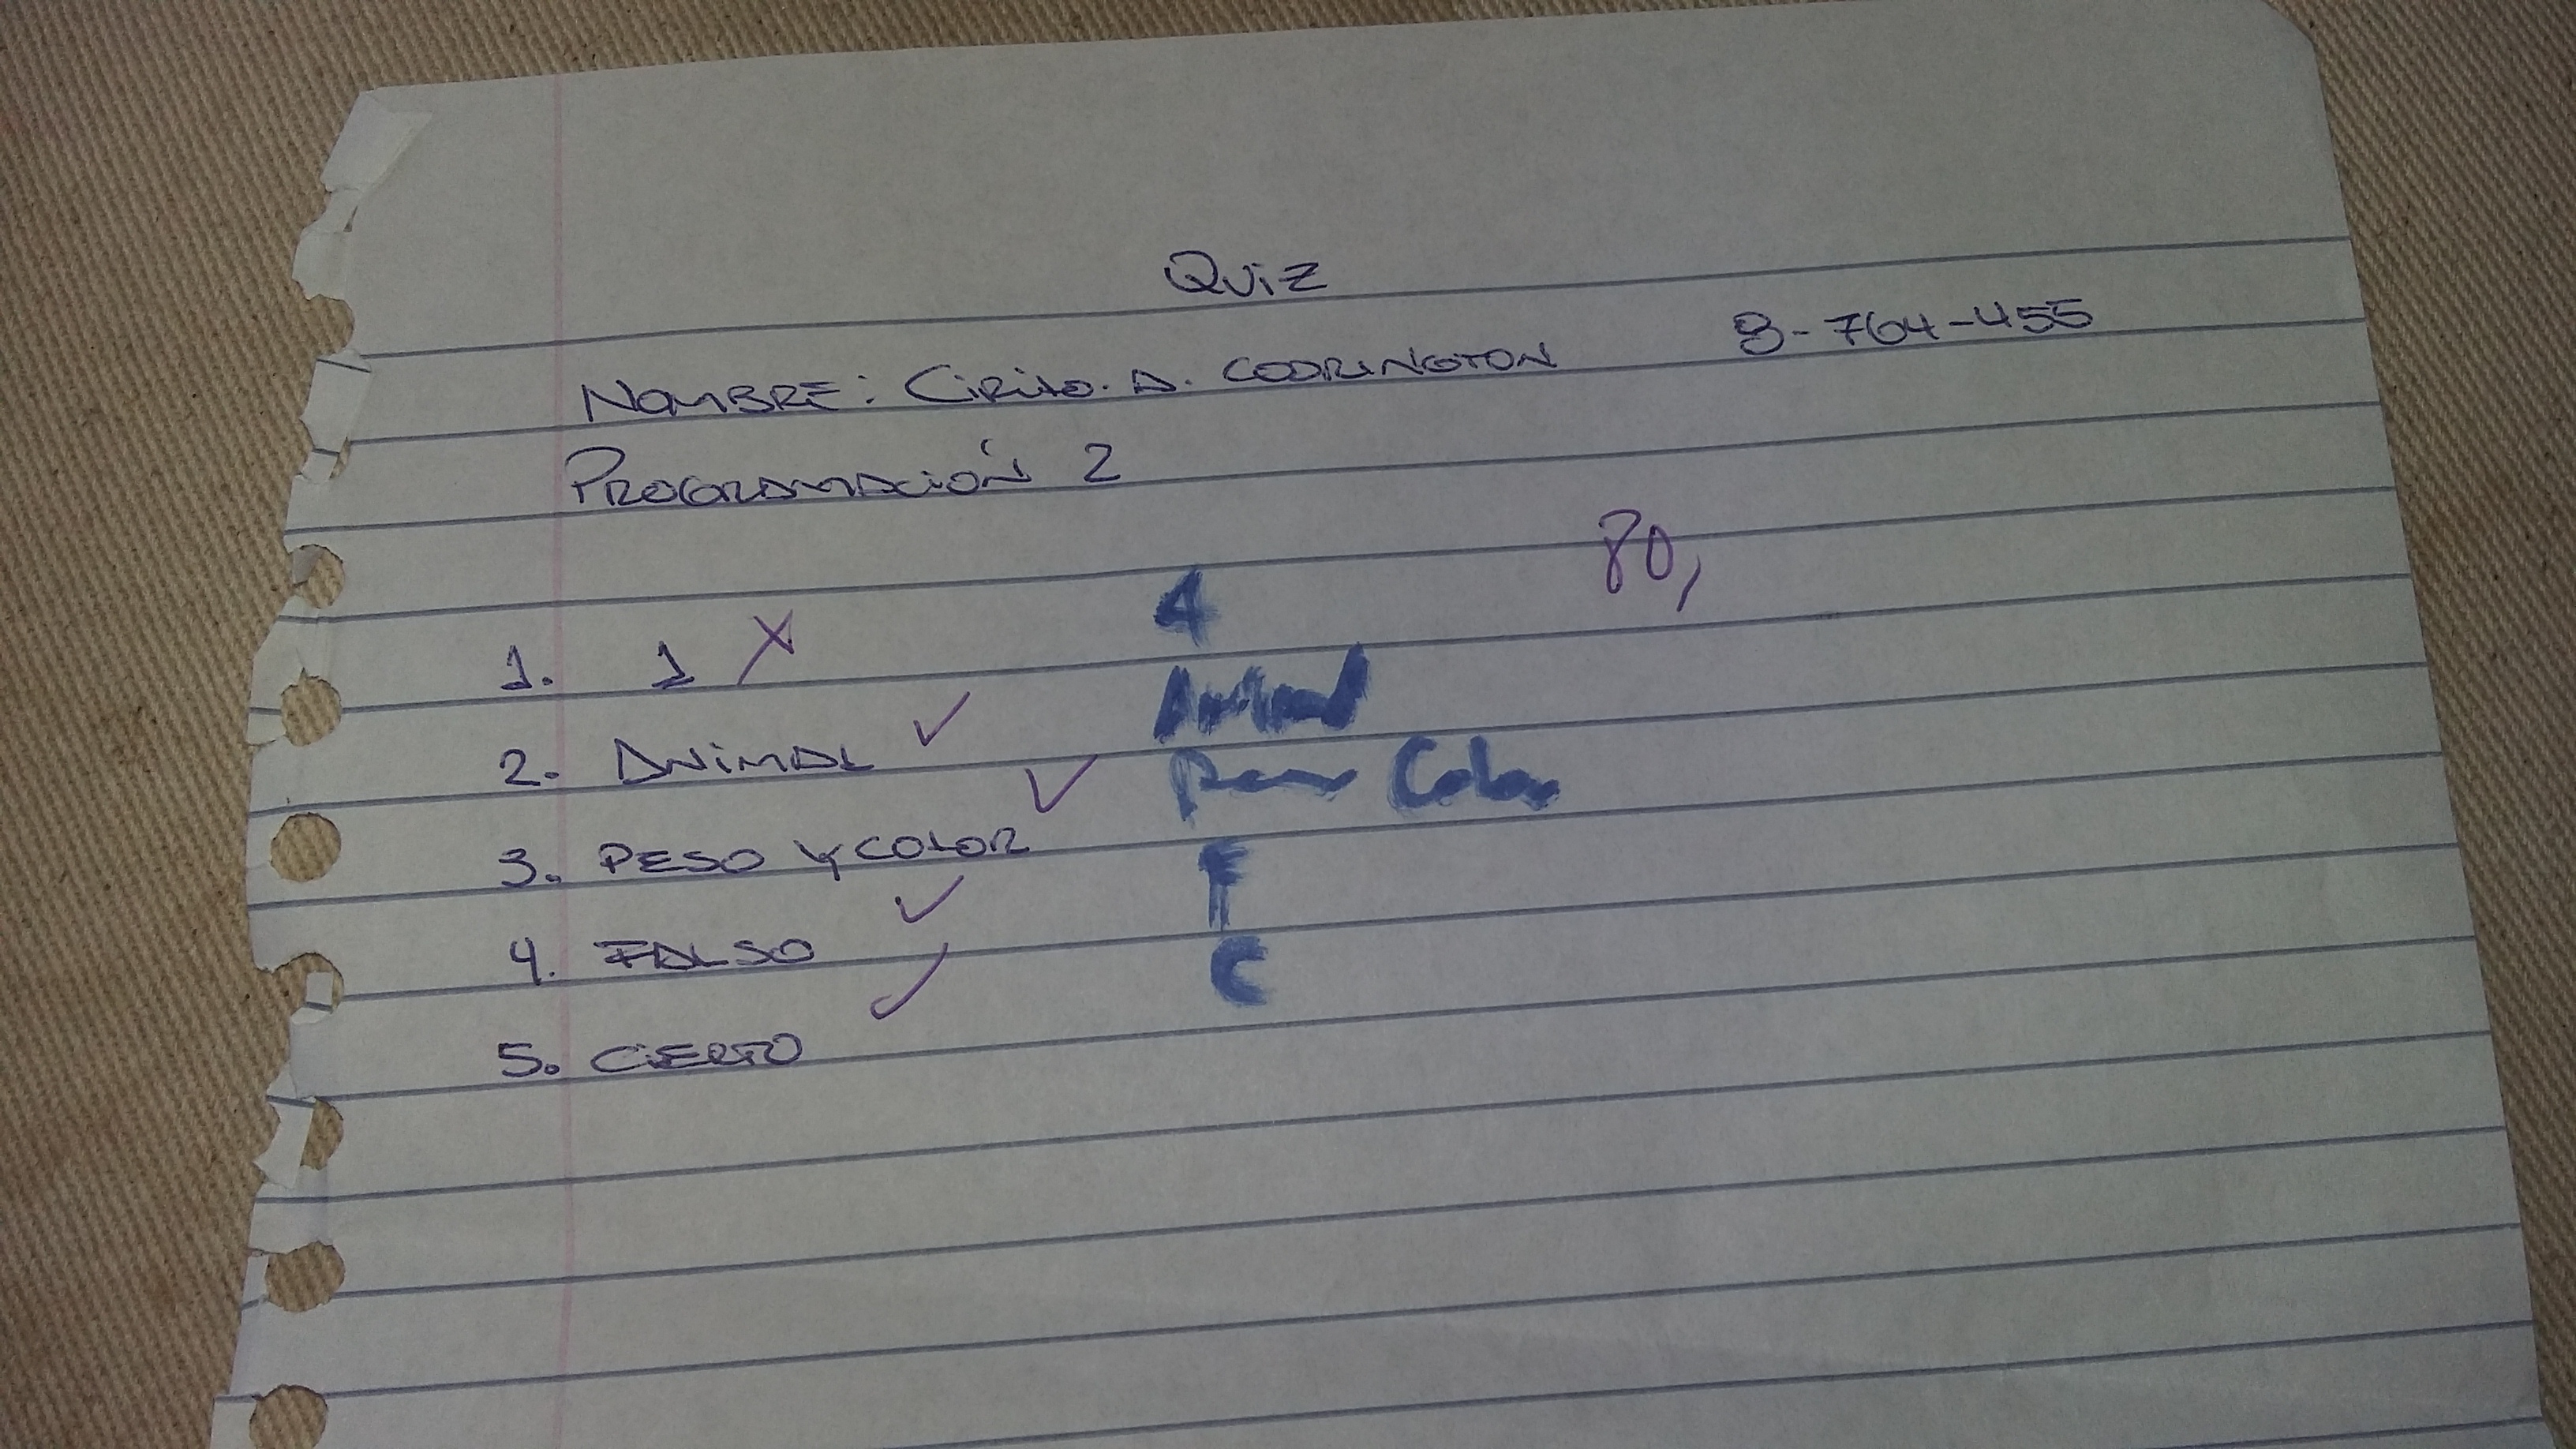 Quiz
NOMBRE: Cirilo. A. CODRINGTON 8-764-455
PROGRAMACIÓN 2
80,
4
1. 1 X
Animal
2. ANIMAL ✓
Peso Color
3. PESO Y COLOR ✓
F
4. FALSO ✓
C
5. CIERTO ✓